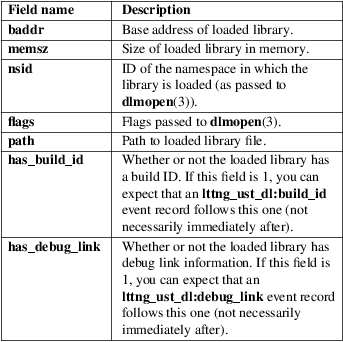 Field name Description
baddr Base address of loaded library.
memsz Size of loaded library in memory.
nsid ID of the namespace in which the
library is loaded (as passed to
dlmopen(3)).
flags Flags passed to dlmopen(3).
path Path to loaded library file.
has_build_id Whether or not the loaded library has
a build ID. If this field is 1, you can
expect that an lttng_ust_dl:build_id
event record follows this one (not
necessarily immediately after).
has_debug_link Whether or not the loaded library has
debug link information. If this field is
1, you can expect that an
lttng_ust_dl:debug_link event record
follows this one (not necessarily
immediately after).